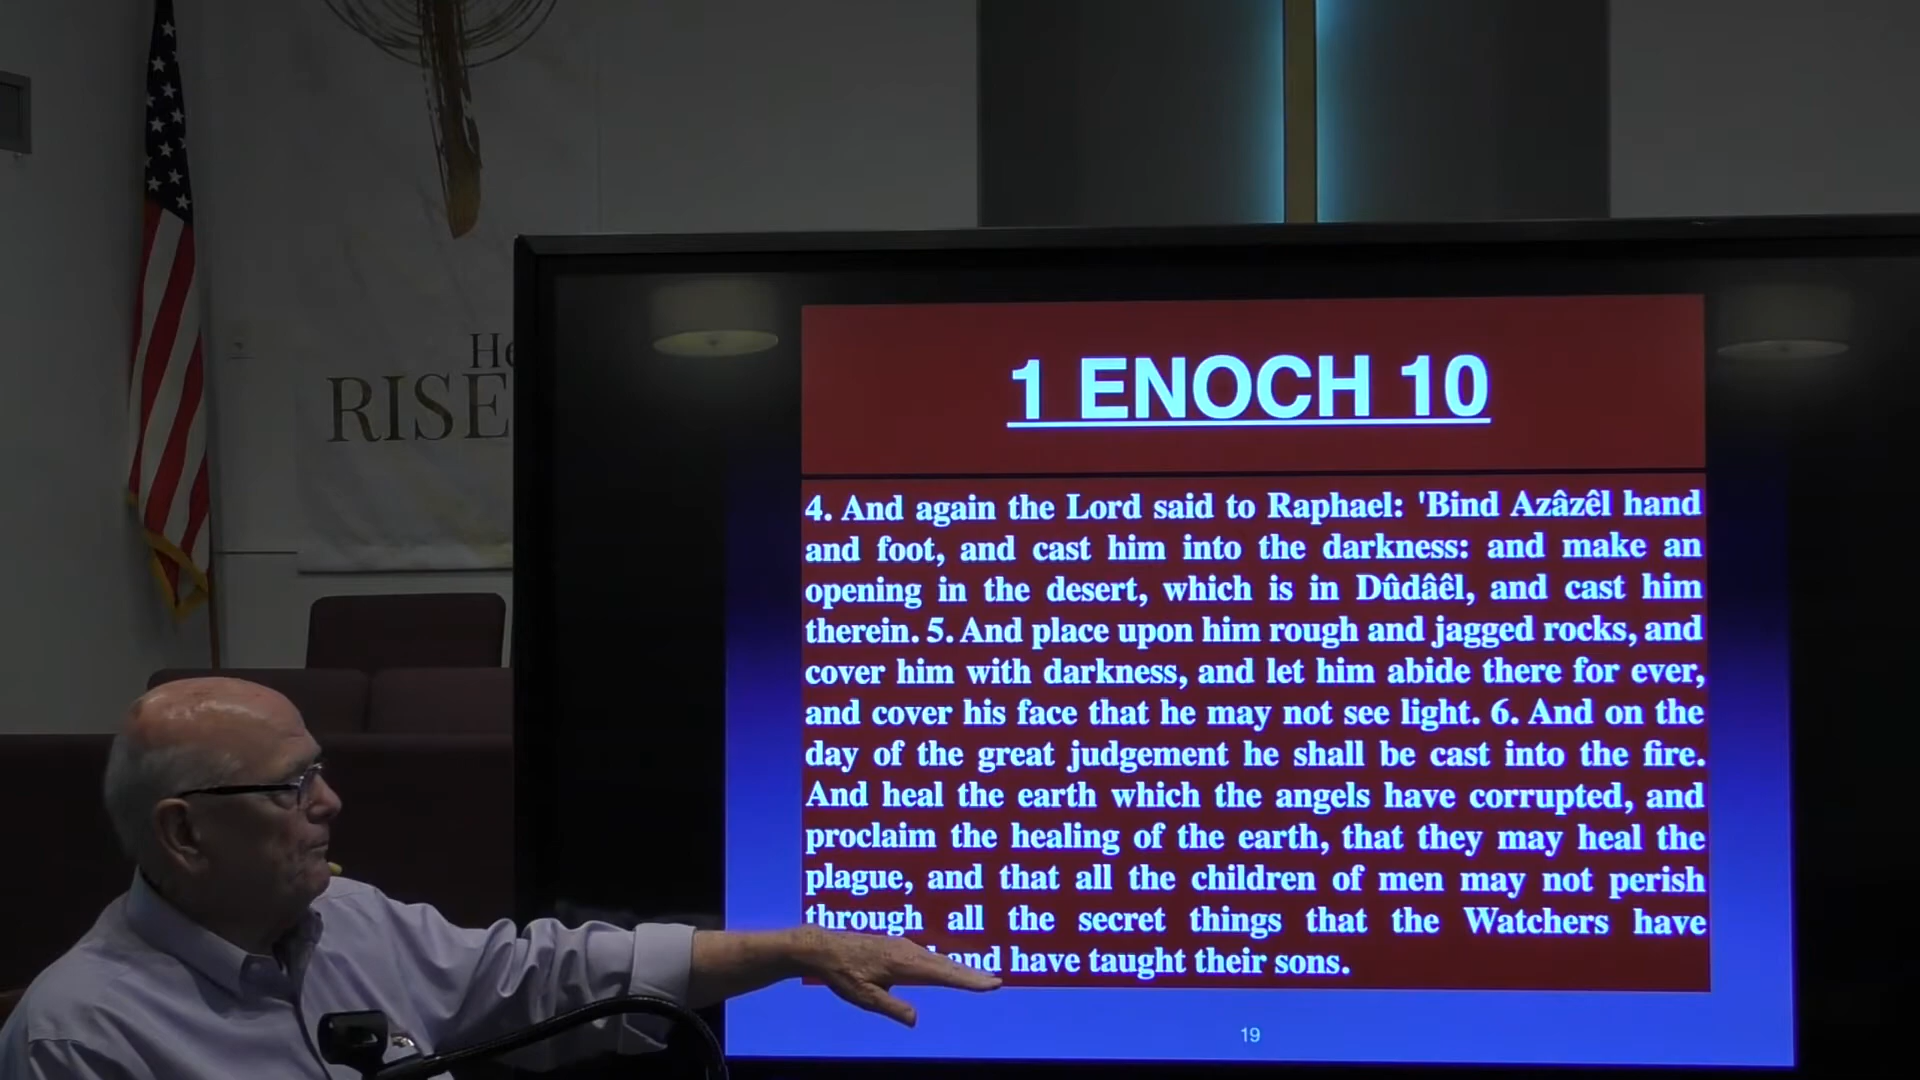 He
RISE
1 ENOCH 10
4. And again the Lord said to Raphael: 'Bind Azâzêl hand
and foot, and cast him into the darkness: and make an
opening in the desert, which is in Dûdâêl, and cast him
therein. 5. And place upon him rough and jagged rocks, and
cover him with darkness, and let him abide there for ever,
and cover his face that he may not see light. 6. And on the
day of the great judgement he shall be cast into the fire.
And heal the earth which the angels have corrupted, and
proclaim the healing of the earth, that they may heal the
plague, and that all the children of men may not perish
through all the secret things that the Watchers have
and have taught their sons.
19